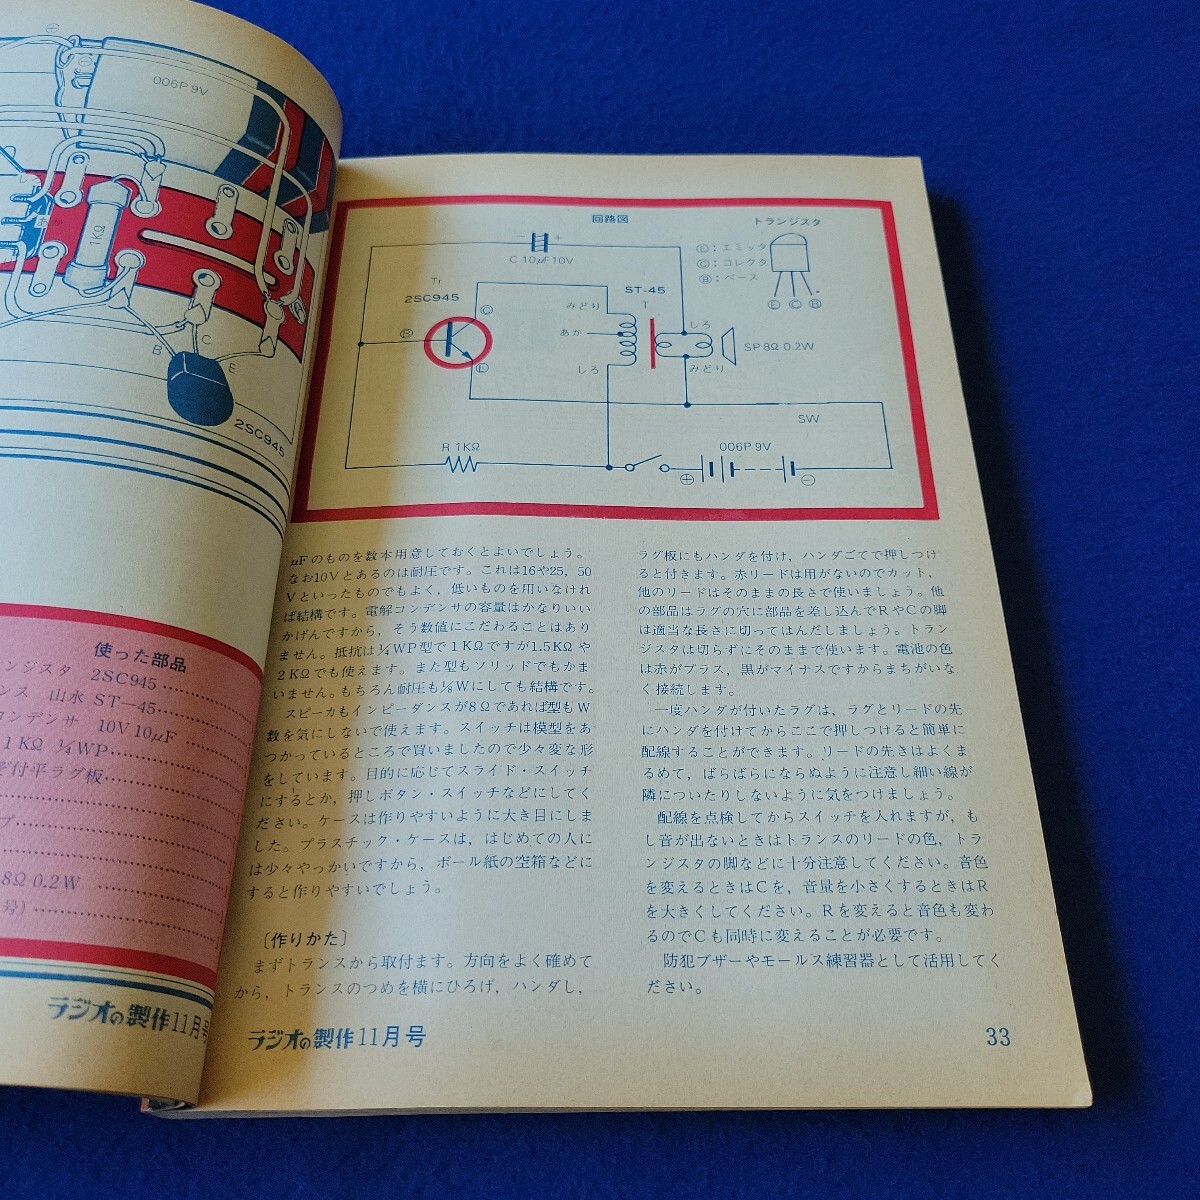 006P 9V
あか
1KΩ
B
C
E
2SC945
使った部品
ンジスタ 2SC945
ンス 山水 ST-45
コンデンサ 10V 10μF
1KΩ ¼WP
付平ラグ板
8Ω 0.2W
号)
ラジオの製作11月号
回路図
トランジスタ
Ⓔ：エミッタ
Ⓒ：コレクタ
Ⓑ：ベース
Ⓔ Ⓒ Ⓑ
− +
C 10μF10V
Tr
2SC945
Ⓑ
Ⓒ
Ⓔ
ST-45
T
みどり
あか
しろ
しろ
みどり
SP 8Ω 0.2W
SW
R 1KΩ
006P 9V
⊕
⊖
μFのものを数本用意しておくとよいでしょう。
なお10Vとあるのは耐圧です。これは16や25，50
Vといったものでもよく，低いものを用いなけれ
ば結構です。電解コンデンサの容量はかなりいい
かげんですから，そう数値にこだわることはあり
ません。抵抗は¼WP型で1KΩですが1.5KΩや
2KΩでも使えます。また型もソリッドでもかま
いません。もちろん耐圧も⅛Wにしても結構です。
スピーカもインピーダンスが8Ωであれば型もW
数を気にしないで使えます。スイッチは模型をあ
つかっているところで買いましたので少々変な形
をしています。目的に応じてスライド・スイッチ
にするとか，押しボタン・スイッチなどにしてく
ださい。ケースは作りやすいように大き目にしま
した。プラスチック・ケースは，はじめての人に
は少々やっかいですから，ボール紙の空箱などに
すると作りやすいでしょう。
〔作りかた〕
まずトランスから取付ます。方向をよく確めて
から，トランスのつめを横にひろげ，ハンダし，
ラグ板にもハンダを付け，ハンダごてで押しつけ
ると付きます。赤リードは用がないのでカット，
他のリードはそのままの長さで使いましょう。他
の部品はラグの穴に部品を差し込んでRやCの脚
は適当な長さに切ってはんだしましょう。トラン
ジスタは切らずにそのままで使います。電池の色
は赤がプラス，黒がマイナスですからまちがいな
く接続します。
一度ハンダが付いたラグは，ラグとリードの先
にハンダを付けてからここで押しつけると簡単に
配線することができます。リードの先きはよくま
るめて，ばらばらにならぬように注意し細い線が
隣についたりしないように気をつけましょう。
配線を点検してからスイッチを入れますが，も
し音が出ないときはトランスのリードの色，トラ
ンジスタの脚などに十分注意してください。音色
を変えるときはCを，音量を小さくするときはR
を大きくしてください。Rを変えると音色も変わ
るのでCも同時に変えることが必要です。
防犯ブザーやモールス練習器として活用してく
ださい。
ラジオの製作11月号
33